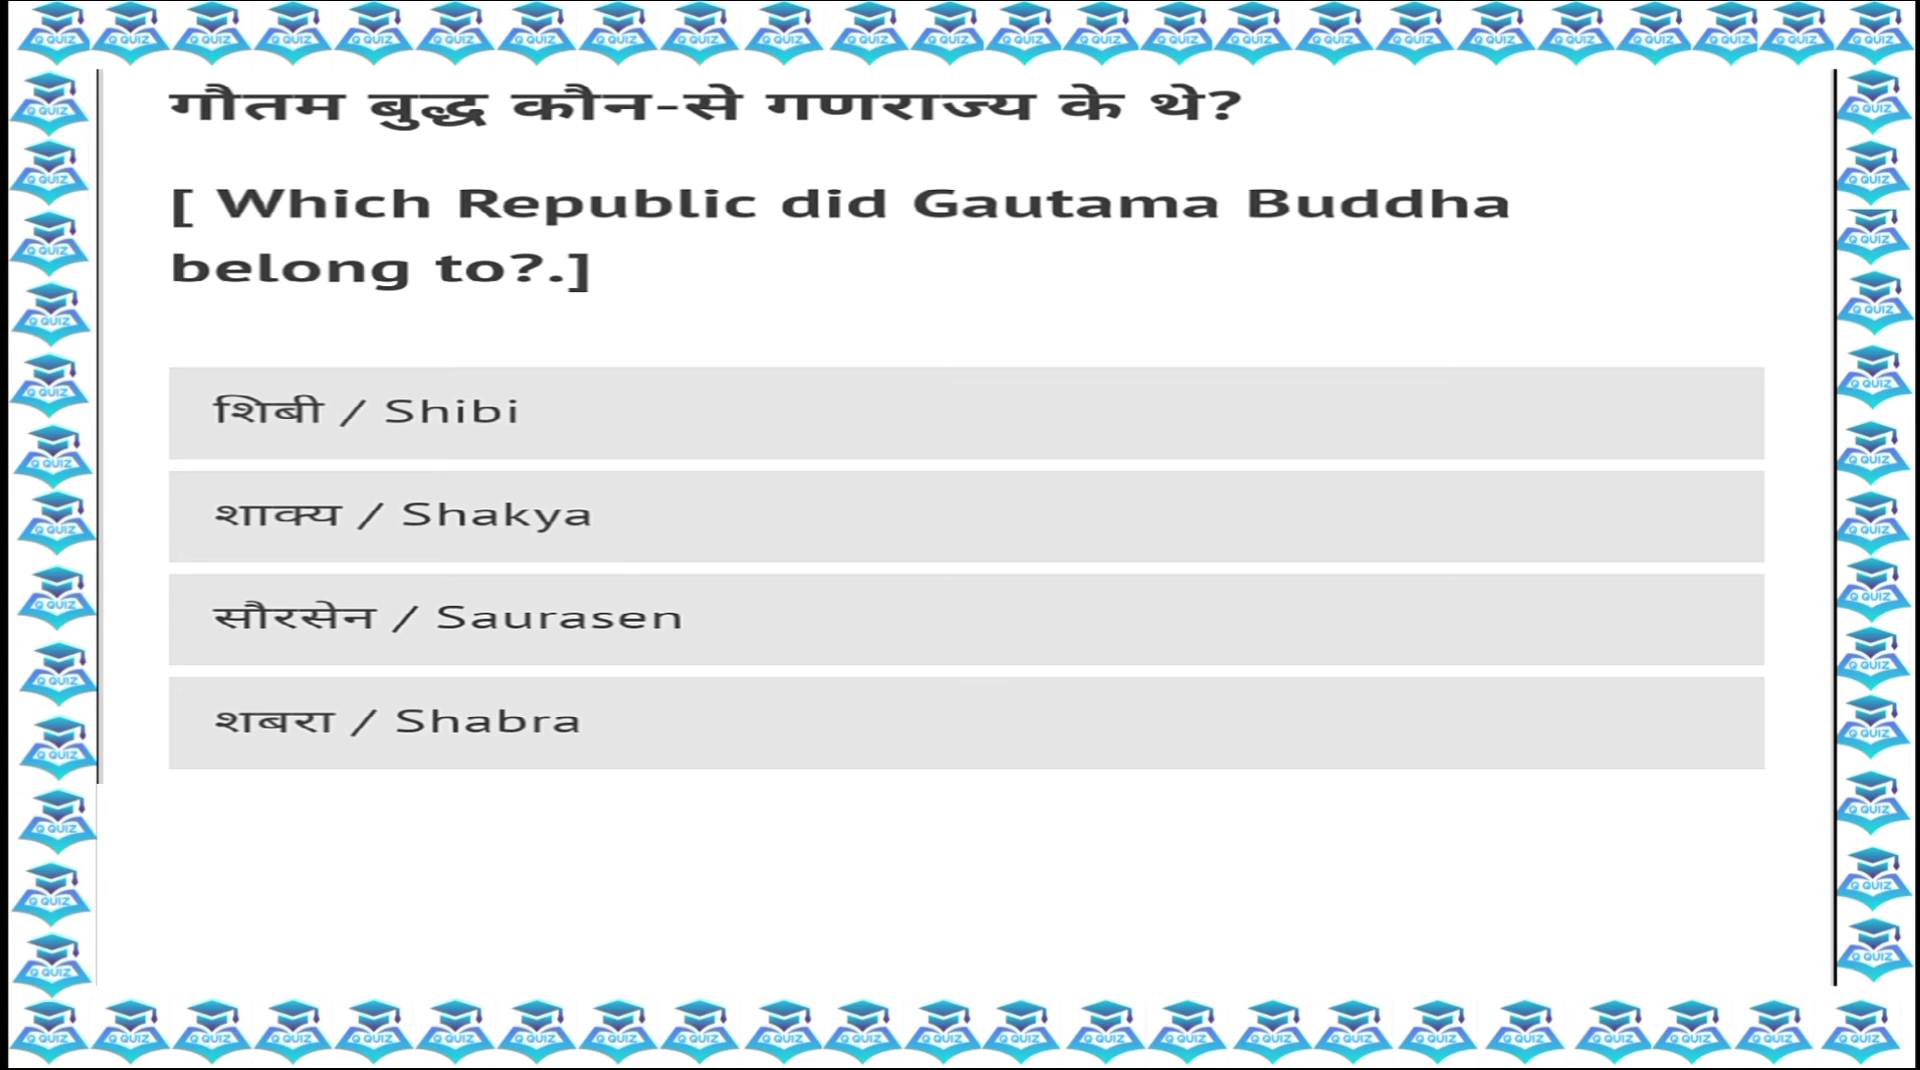 गौतम बुद्ध कौन-से गणराज्य के थे?
[ Which Republic did Gautama Buddha
belong to?.]
शिबी / Shibi
शाक्य / Shakya
सौरसेन / Saurasen
शबरा / Shabra